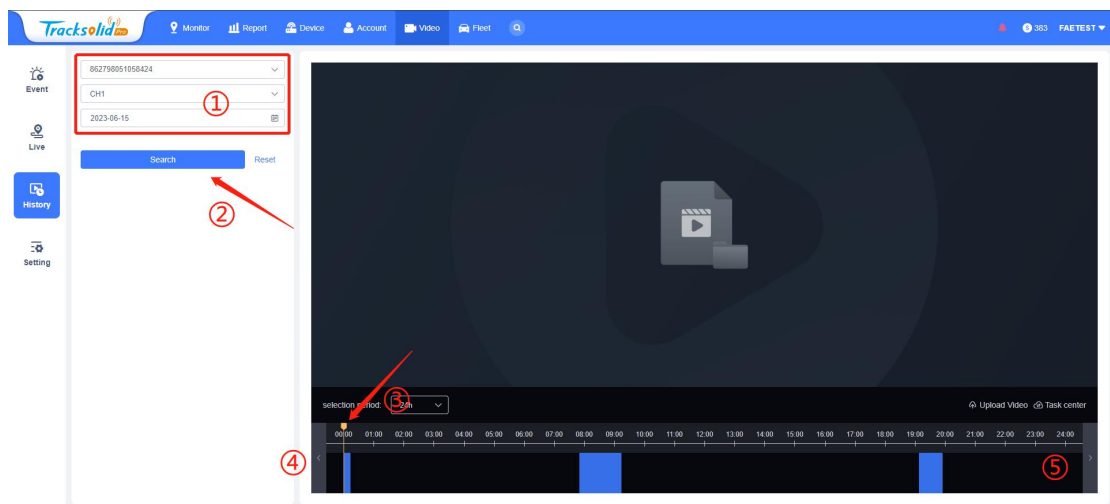 Tracksolid Pro Monitor Report Device Account Video Fleet 383 FAETEST
Event
Live
History
Setting
862798051058424
CH1
2023-06-15
①
Search Reset
②
selection period: 24h Upload Video Task center
③
00:00 01:00 02:00 03:00 04:00 05:00 06:00 07:00 08:00 09:00 10:00 11:00 12:00 13:00 14:00 15:00 16:00 17:00 18:00 19:00 20:00 21:00 22:00 23:00 24:00
④ ⑤